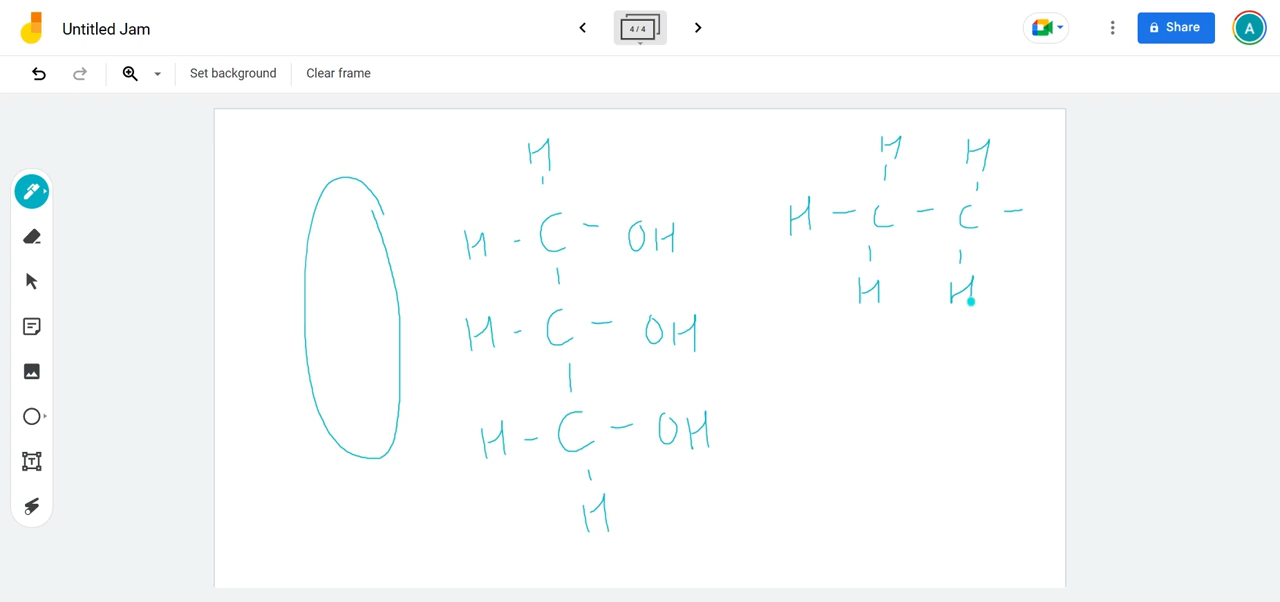 Untitled Jam
4 / 4
Share
A
Set background
Clear frame
H
H - C - OH
H - C - OH
H - C - OH
H
H H
H - C - C -
H H
T